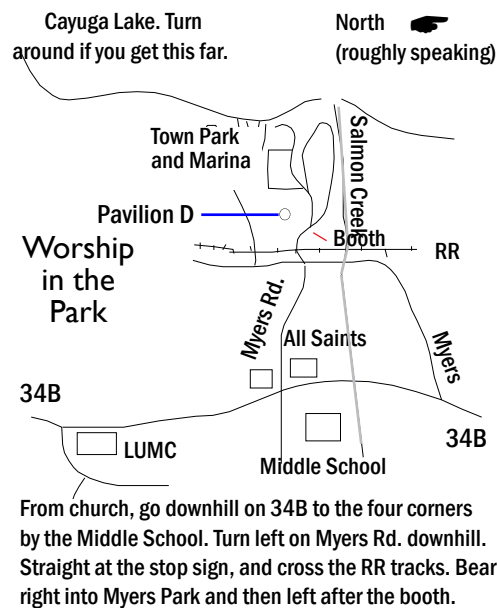 Cayuga Lake. Turn
around if you get this far.
North
(roughly speaking)
Town Park
and Marina
Salmon Creek
Pavilion D
Booth
RR
Worship
in the
Park
Myers Rd.
All Saints
Myers
34B
34B
LUMC
Middle School
From church, go downhill on 34B to the four corners
by the Middle School. Turn left on Myers Rd. downhill.
Straight at the stop sign, and cross the RR tracks. Bear
right into Myers Park and then left after the booth.